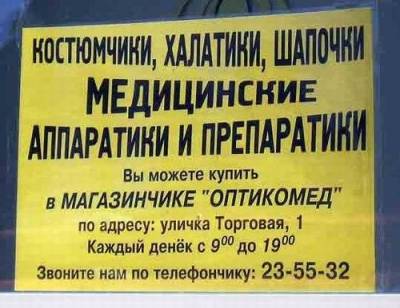 КОСТЮМЧИКИ, ХАЛАТИКИ, ШАПОЧКИ
МЕДИЦИНСКИЕ
АППАРАТИКИ И ПРЕПАРАТИКИ
Вы можете купить
в МАГАЗИНЧИКЕ "ОПТИКОМЕД"
по адресу: уличка Торговая, 1
Каждый денёк с 9⁰⁰ до 19⁰⁰
Звоните нам по телефончику: 23-55-32